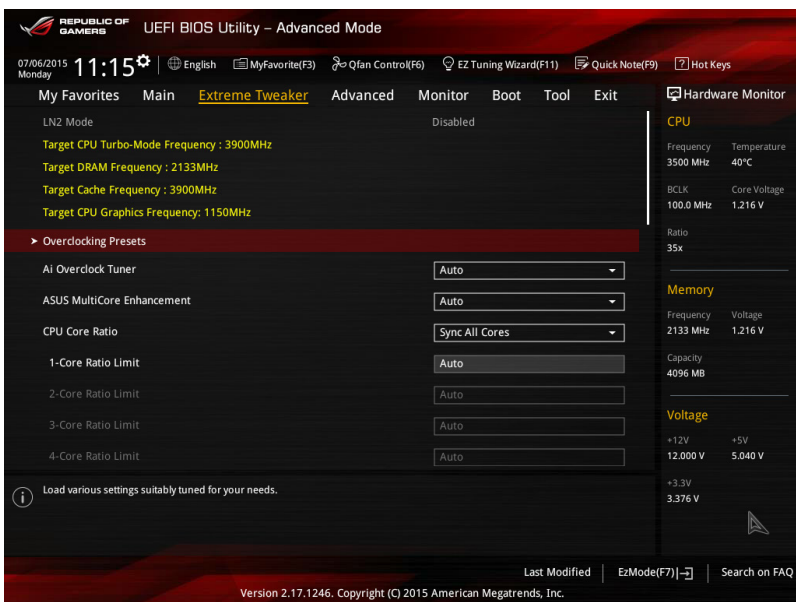 REPUBLIC OF
GAMERS
UEFI BIOS Utility – Advanced Mode
07/06/2015
Monday
11:15
English
MyFavorite(F3)
Qfan Control(F6)
EZ Tuning Wizard(F11)
Quick Note(F9)
? Hot Keys
My Favorites Main Extreme Tweaker Advanced Monitor Boot Tool Exit
LN2 Mode Disabled
Target CPU Turbo-Mode Frequency : 3900MHz
Target DRAM Frequency : 2133MHz
Target Cache Frequency : 3900MHz
Target CPU Graphics Frequency: 1150MHz
Overclocking Presets
Ai Overclock Tuner Auto
ASUS MultiCore Enhancement Auto
CPU Core Ratio Sync All Cores
1-Core Ratio Limit Auto
2-Core Ratio Limit Auto
3-Core Ratio Limit Auto
4-Core Ratio Limit Auto
i Load various settings suitably tuned for your needs.
Hardware Monitor
CPU
Frequency Temperature
3500 MHz 40°C
BCLK Core Voltage
100.0 MHz 1.216 V
Ratio
35x
Memory
Frequency Voltage
2133 MHz 1.216 V
Capacity
4096 MB
Voltage
+12V +5V
12.000 V 5.040 V
+3.3V
3.376 V
Last Modified EzMode(F7) Search on FAQ
Version 2.17.1246. Copyright (C) 2015 American Megatrends, Inc.